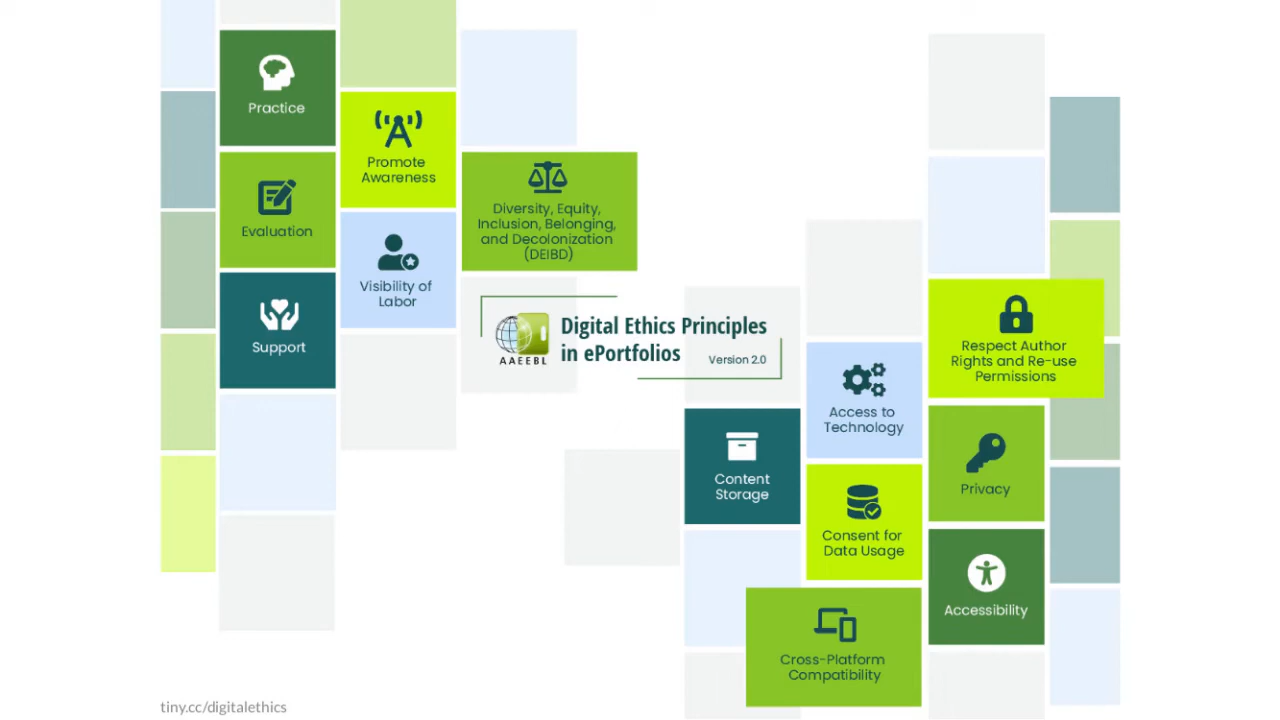 Practice
Promote
Awareness
Evaluation
Diversity, Equity,
Inclusion, Belonging,
and Decolonization
(DEIBD)
Visibility of
Labor
Support
AAEEBL
Digital Ethics Principles
in ePortfolios
Version 2.0
Respect Author
Rights and Re-use
Permissions
Access to
Technology
Content
Storage
Privacy
Consent for
Data Usage
Accessibility
Cross-Platform
Compatibility
tiny.cc/digitalethics